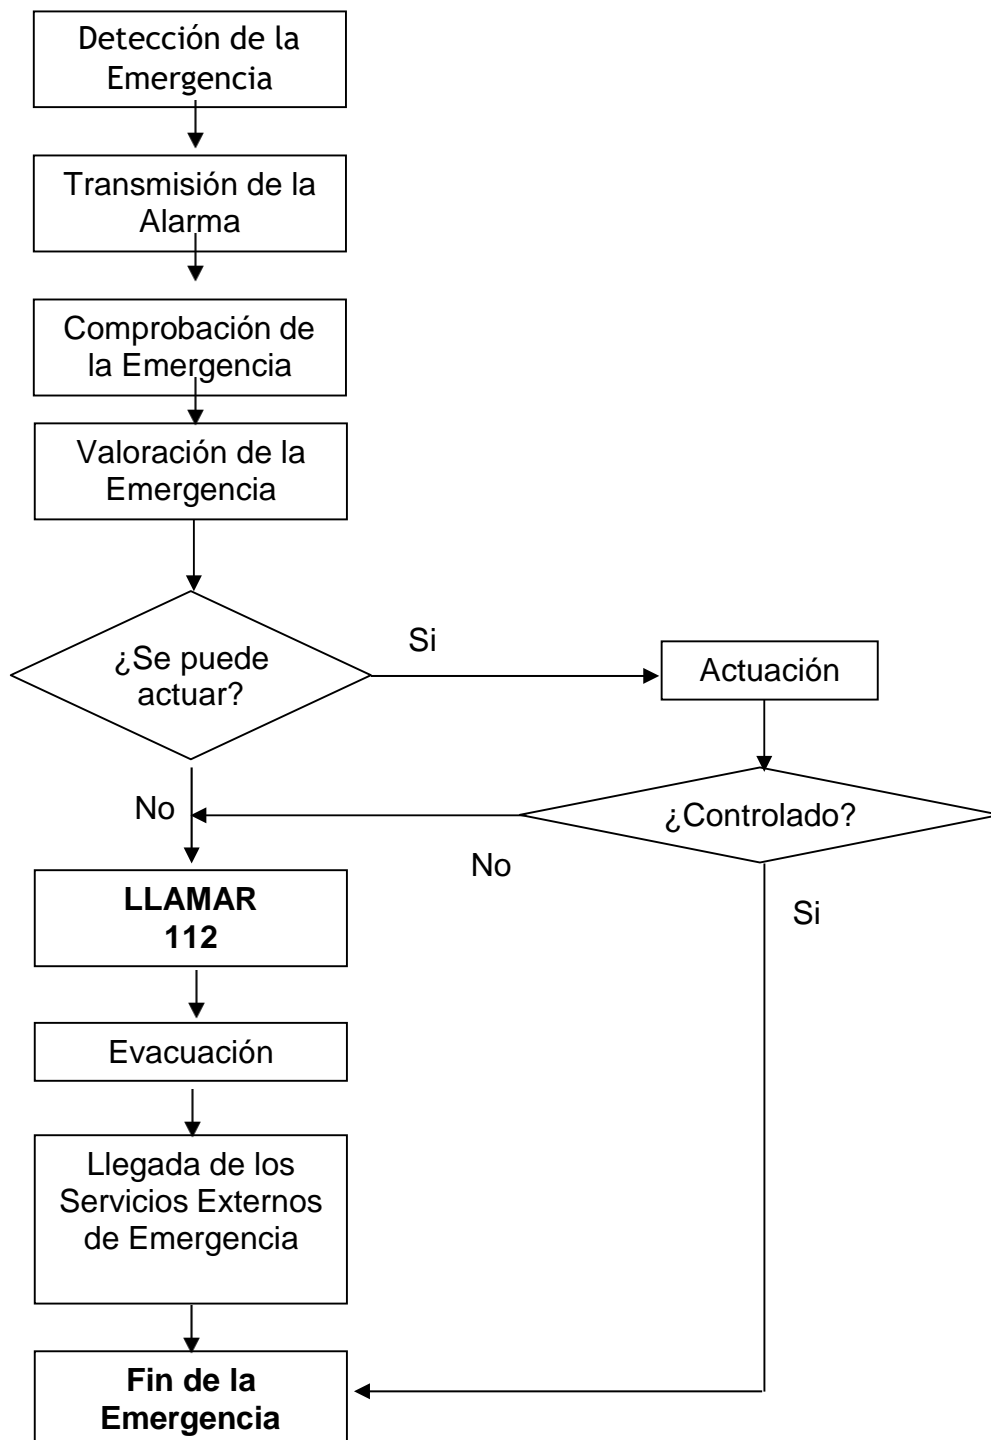 Detección de la
Emergencia
Transmisión de la
Alarma
Comprobación de
la Emergencia
Valoración de la
Emergencia
¿Se puede
actuar?
Si
Actuación
No
¿Controlado?
No
Si
LLAMAR
112
Evacuación
Llegada de los
Servicios Externos
de Emergencia
Fin de la
Emergencia